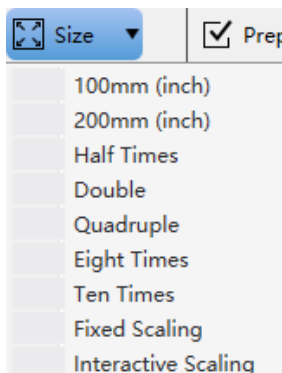 Size
Prep
100mm (inch)
200mm (inch)
Half Times
Double
Quadruple
Eight Times
Ten Times
Fixed Scaling
Interactive Scaling